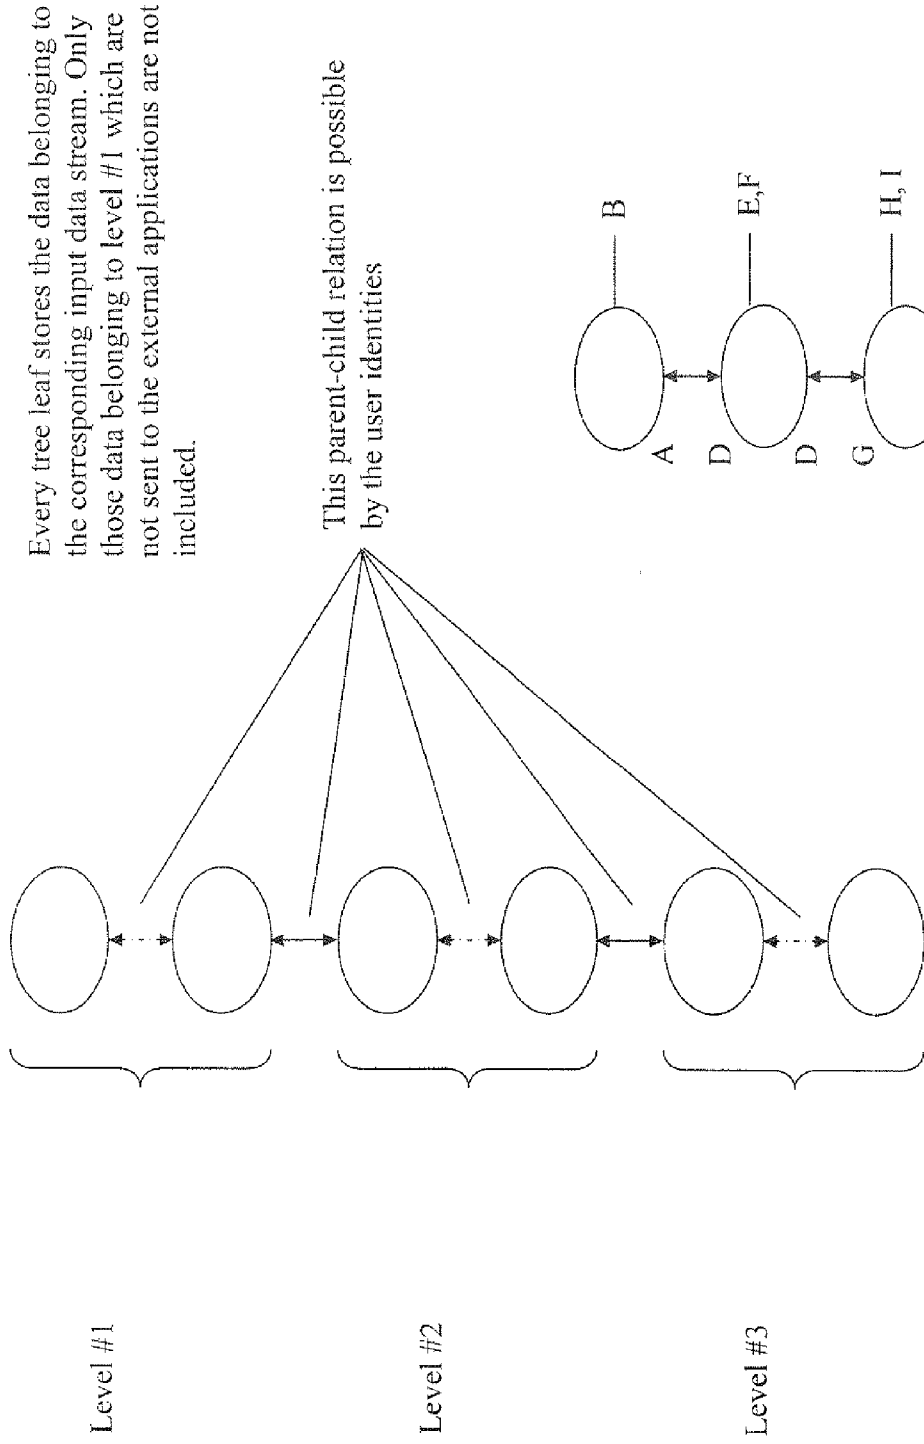 Every tree leaf stores the data belonging to
the corresponding input data stream. Only
those data belonging to level #1 which are
not sent to the external applications are not
included.
This parent-child relation is possible
by the user identities
Level #1
Level #2
Level #3
B
A
D
E,F
D
G
H, I